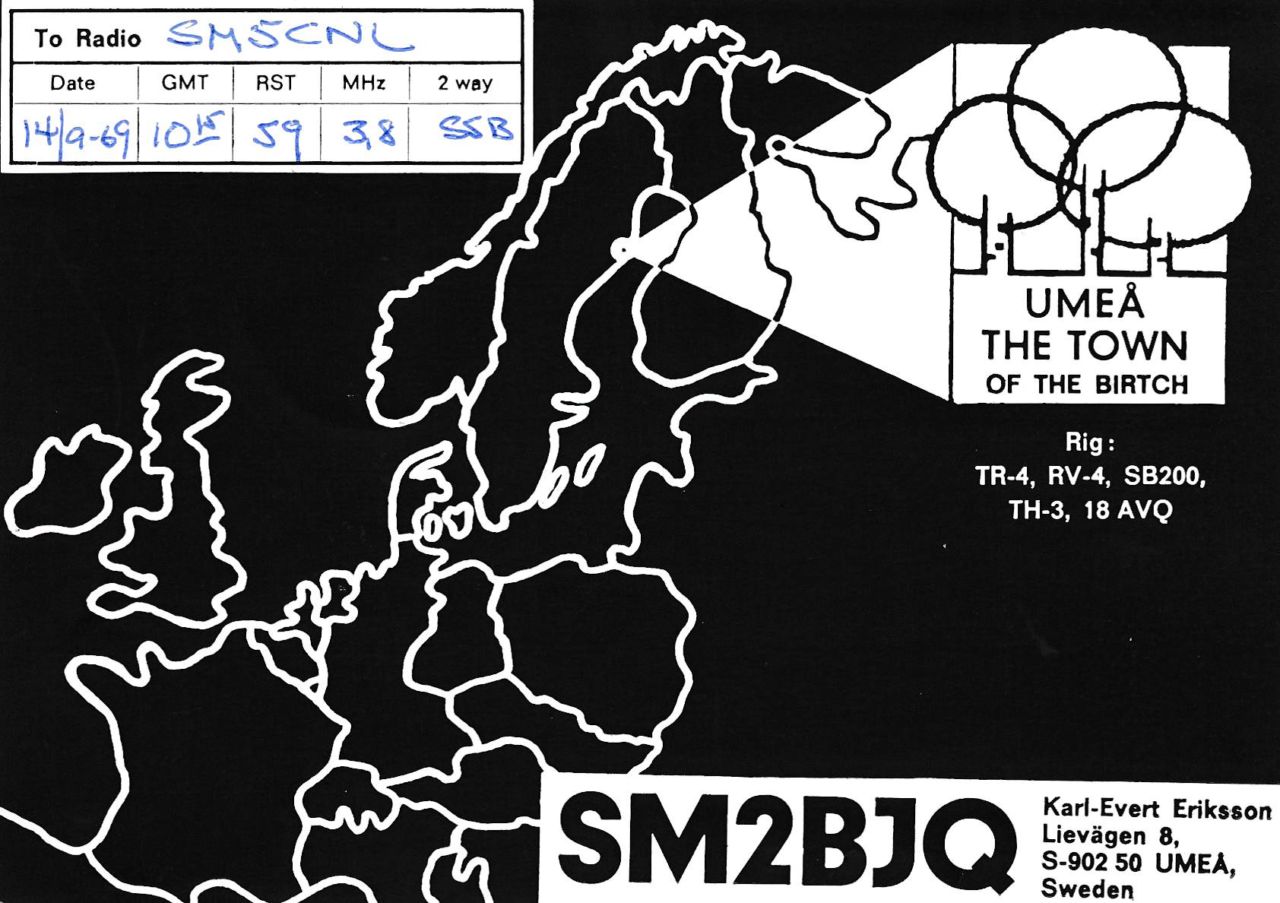 To Radio SM5CNL
Date GMT RST MHz 2 way
14/9-69 10 15 59 3,8 SSB
UMEÅ
THE TOWN
OF THE BIRTCH
Rig:
TR-4, RV-4, SB200,
TH-3, 18 AVQ
SM2BJQ
Karl-Evert Eriksson
Lievägen 8,
S-902 50 UMEÅ,
Sweden